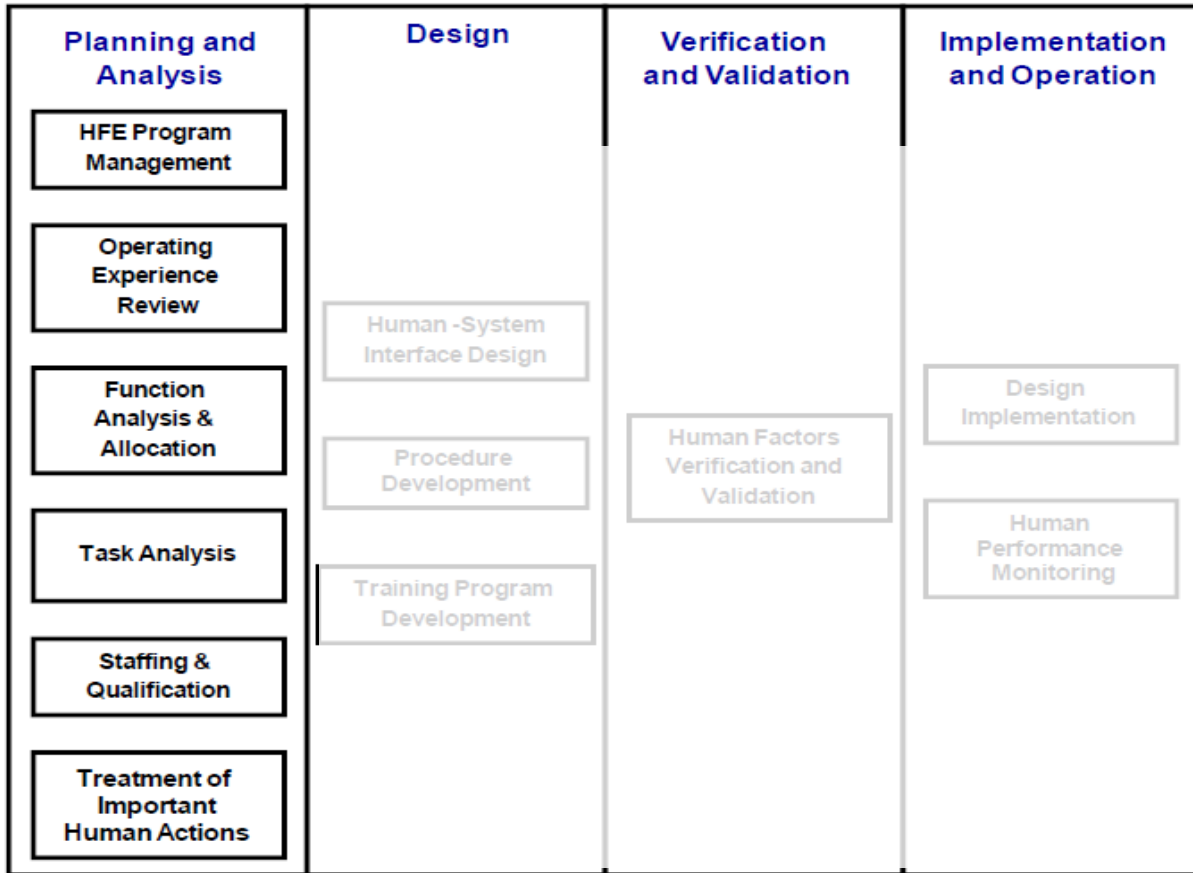 Planning and
Analysis
HFE Program
Management
Operating
Experience
Review
Function
Analysis &
Allocation
Task Analysis
Staffing &
Qualification
Treatment of
Important
Human Actions
Design
Human -System
Interface Design
Procedure
Development
Training Program
Development
Verification
and Validation
Human Factors
Verification and
Validation
Implementation
and Operation
Design
Implementation
Human
Performance
Monitoring